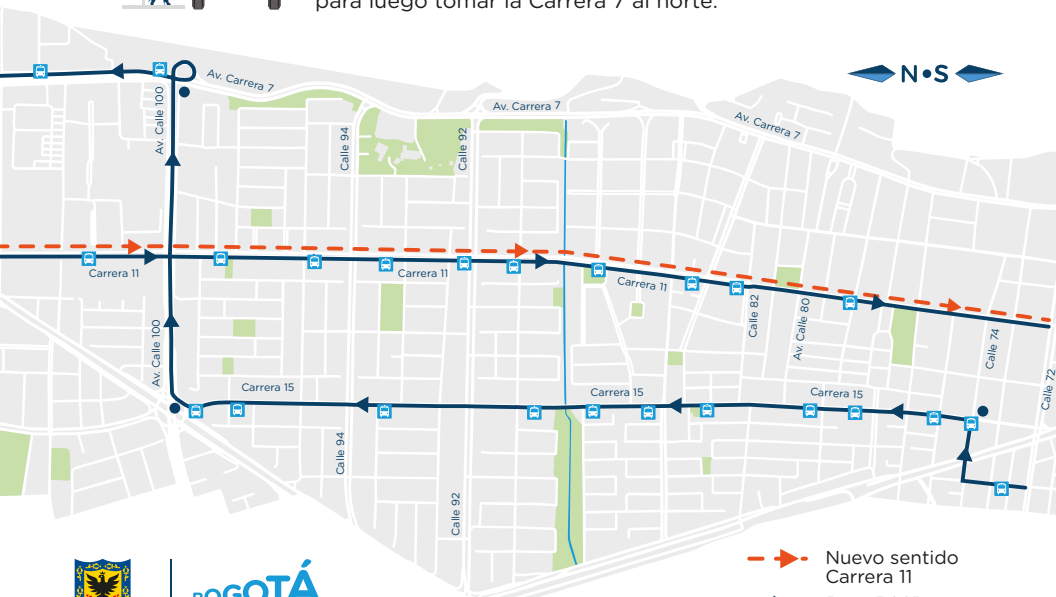 para luego tomar la Carrera 7 al norte.
N•S
Av. Carrera 7
Av. Carrera 7
Av. Carrera 7
Av. Calle 100
Calle 94
Calle 92
Carrera 11
Carrera 11
Carrera 11
Calle 82
Av. Calle 80
Calle 74
Calle 72
Av. Calle 100
Carrera 15
Carrera 15
Carrera 15
Calle 94
Calle 92
BOGOTÁ
Nuevo sentido
Carrera 11